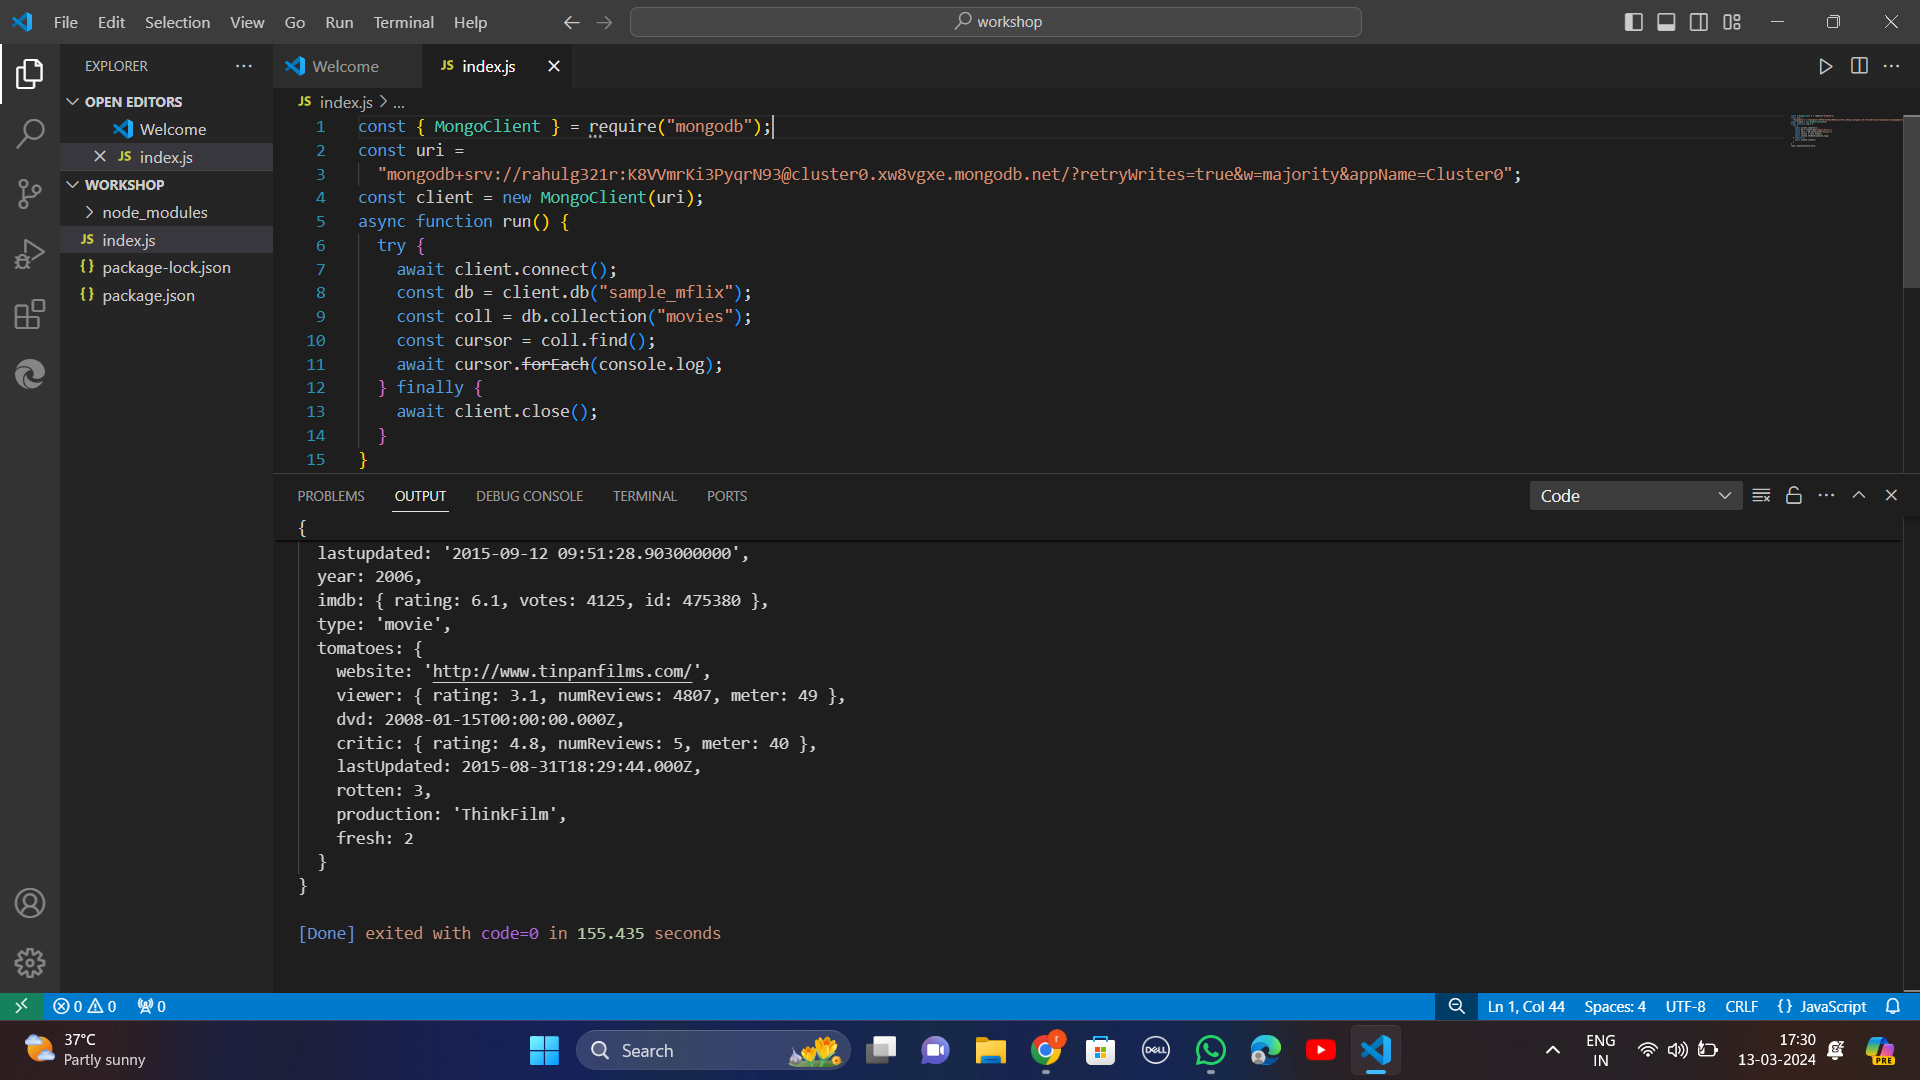 File Edit Selection View Go Run Terminal Help
workshop
EXPLORER
Welcome
JS index.js
OPEN EDITORS
Welcome
JS index.js
WORKSHOP
node_modules
JS index.js
{} package-lock.json
{} package.json
JS index.js > ...
1 const { MongoClient } = require("mongodb");
2 const uri =
3 "mongodb+srv://rahulg321r:K8VVmrKi3PyqrN93@cluster0.xw8vgxe.mongodb.net/?retryWrites=true&w=majority&appName=Cluster0";
4 const client = new MongoClient(uri);
5 async function run() {
6 try {
7 await client.connect();
8 const db = client.db("sample_mflix");
9 const coll = db.collection("movies");
10 const cursor = coll.find();
11 await cursor.forEach(console.log);
12 } finally {
13 await client.close();
14 }
15 }
PROBLEMS OUTPUT DEBUG CONSOLE TERMINAL PORTS
Code
{
lastupdated: '2015-09-12 09:51:28.903000000',
year: 2006,
imdb: { rating: 6.1, votes: 4125, id: 475380 },
type: 'movie',
tomatoes: {
website: 'http://www.tinpanfilms.com/',
viewer: { rating: 3.1, numReviews: 4807, meter: 49 },
dvd: 2008-01-15T00:00:00.000Z,
critic: { rating: 4.8, numReviews: 5, meter: 40 },
lastUpdated: 2015-08-31T18:29:44.000Z,
rotten: 3,
production: 'ThinkFilm',
fresh: 2
}
}
[Done] exited with code=0 in 155.435 seconds
0 0 0
Ln 1, Col 44 Spaces: 4 UTF-8 CRLF {} JavaScript
37°C
Partly sunny
Search
r
DELL
ENG
IN
17:30
13-03-2024
PRE